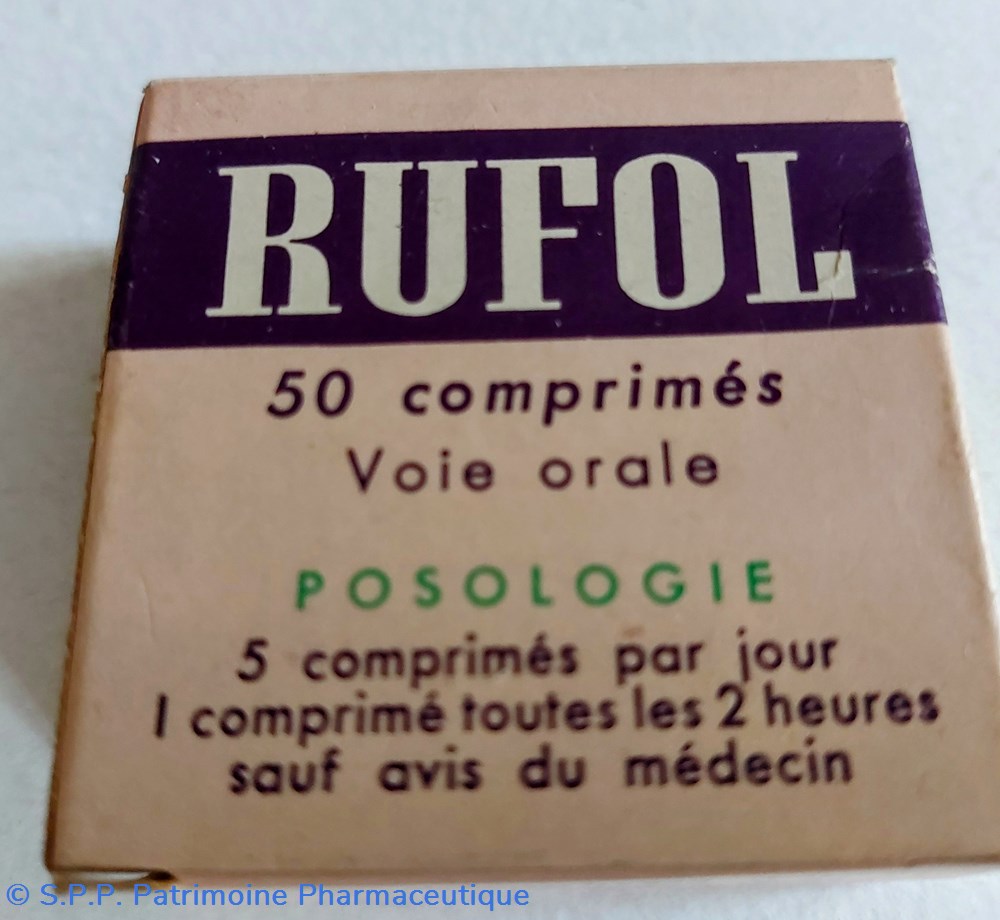 RUFOL
50 comprimés
Voie orale
POSOLOGIE
5 comprimés par jour
1 comprimé toutes les 2 heures
sauf avis du médecin
© S.P.P. Patrimoine Pharmaceutique